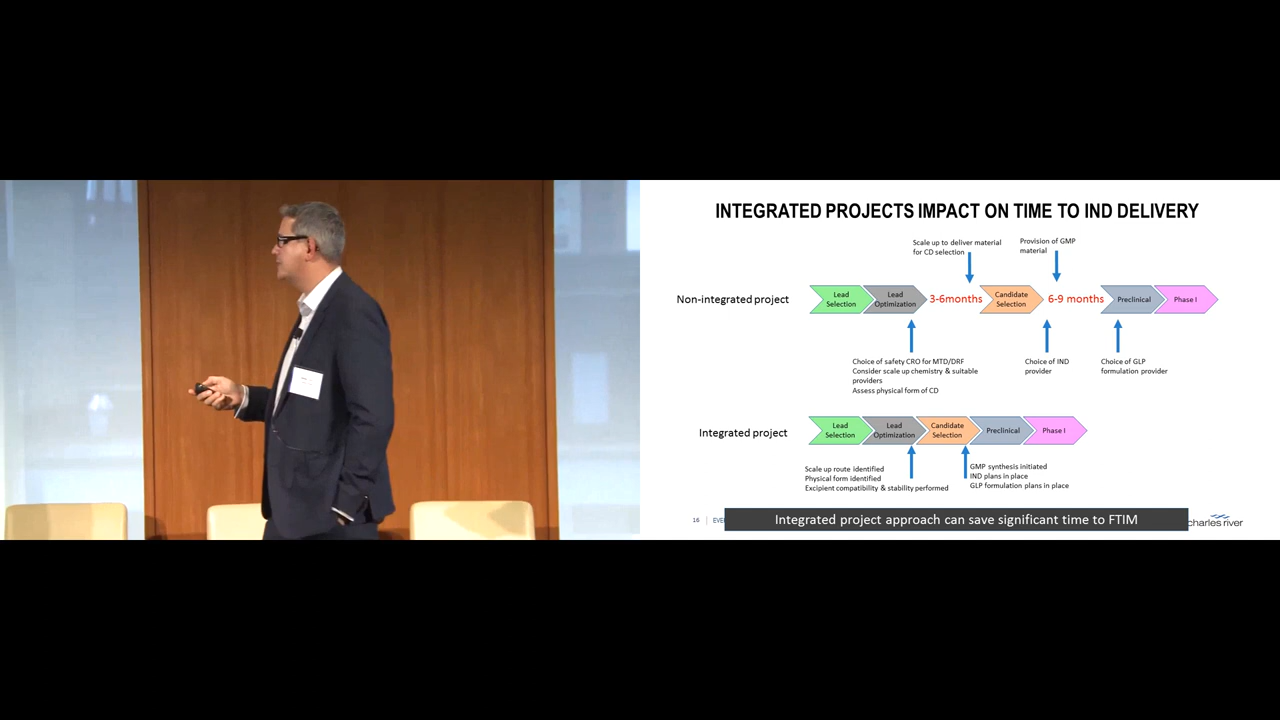 INTEGRATED PROJECTS IMPACT ON TIME TO IND DELIVERY
Scale up to deliver material
for CD selection
Provision of GMP
material
Non-integrated project
Lead
Selection
Lead
Optimization
3-6months
Candidate
Selection
6-9 months
Preclinical
Phase I
Choice of safety CRO for MTD/DRF
Consider scale up chemistry & suitable
providers
Assess physical form of CD
Choice of IND
provider
Choice of GLP
formulation provider
Integrated project
Lead
Selection
Lead
Optimization
Candidate
Selection
Preclinical
Phase I
Scale up route identified
Physical form identified
Excipient compatibility & stability performed
GMP synthesis initiated
IND plans in place
GLP formulation plans in place
16
Integrated project approach can save significant time to FTIM
charles river